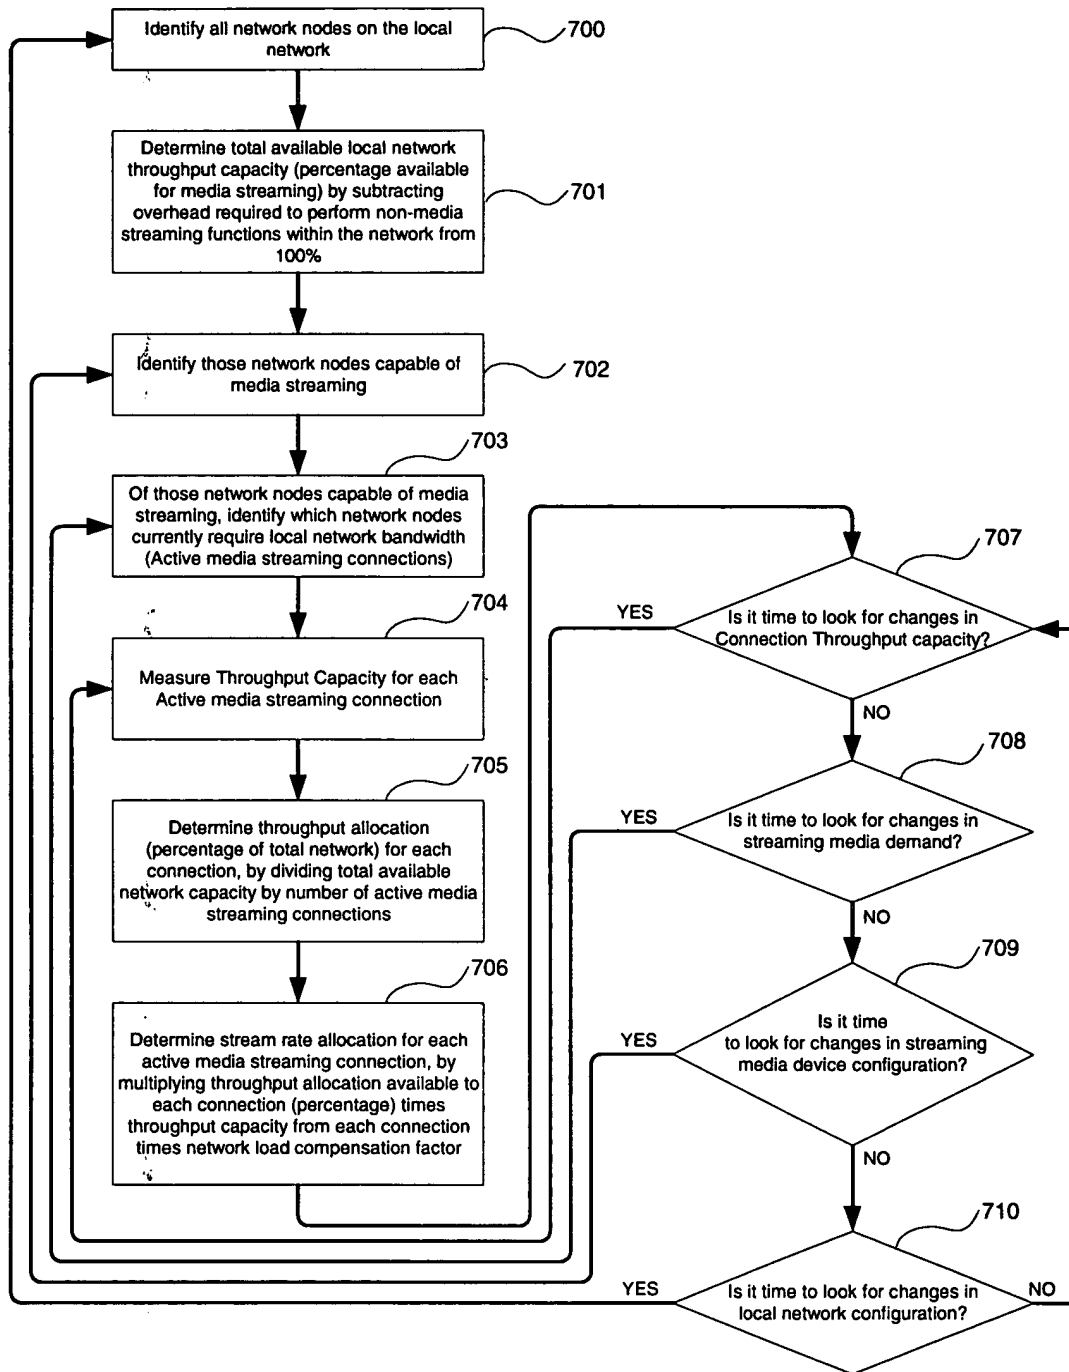 Identify all network nodes on the local
network
700
Determine total available local network
throughput capacity (percentage available
for media streaming) by subtracting
overhead required to perform non-media
streaming functions within the network from
100%
701
Identify those network nodes capable of
media streaming
702
703
Of those network nodes capable of media
streaming, identify which network nodes
currently require local network bandwidth
(Active media streaming connections)
704
Measure Throughput Capacity for each
Active media streaming connection
705
Determine throughput allocation
(percentage of total network) for each
connection, by dividing total available
network capacity by number of active media
streaming connections
706
Determine stream rate allocation for each
active media streaming connection, by
multiplying throughput allocation available to
each connection (percentage) times
throughput capacity from each connection
times network load compensation factor
707
YES
Is it time to look for changes in
Connection Throughput capacity?
NO
708
YES
Is it time to look for changes in
streaming media demand?
NO
709
YES
Is it time
to look for changes in streaming
media device configuration?
NO
710
YES
Is it time to look for changes in
local network configuration?
NO